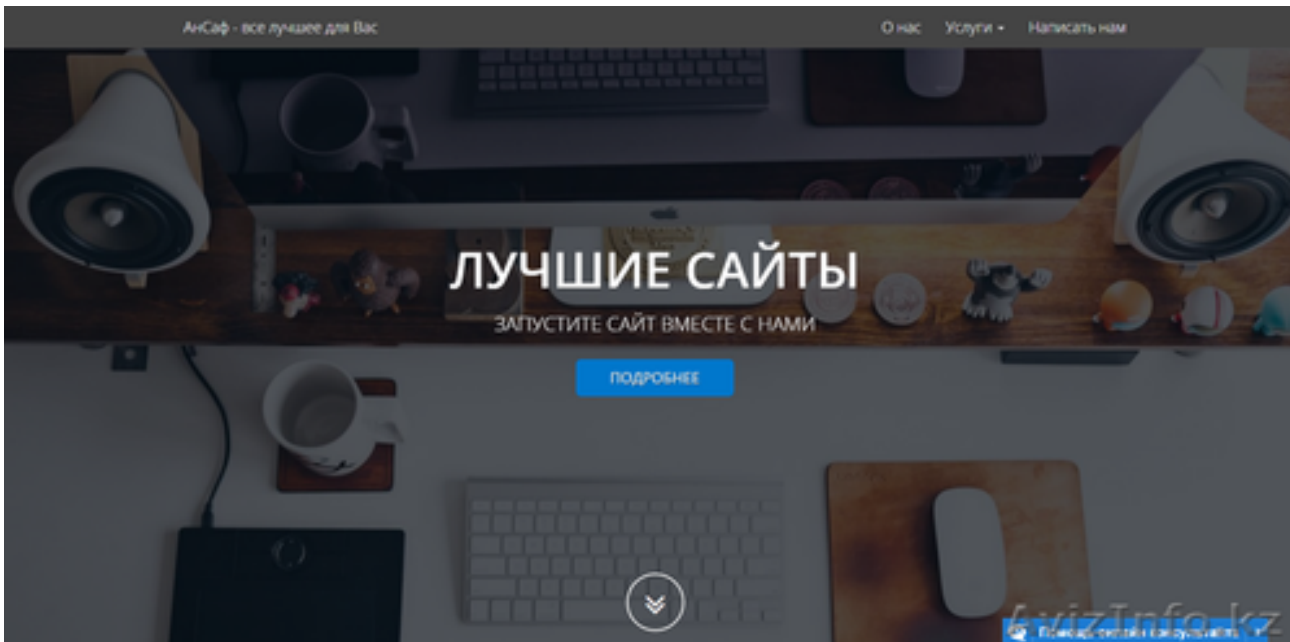 АнСаф - все лучшее для Вас
О нас Услуги Написать нам
ЛУЧШИЕ САЙТЫ
ЗАПУСТИТЕ САЙТ ВМЕСТЕ С НАМИ
ПОДРОБНЕЕ
AvizInfo.kz